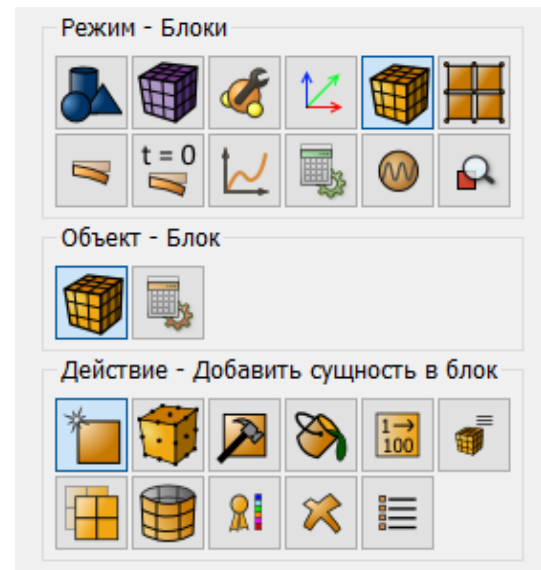 Режим - Блоки
t = 0
Объект - Блок
Действие - Добавить сущность в блок
1→
100